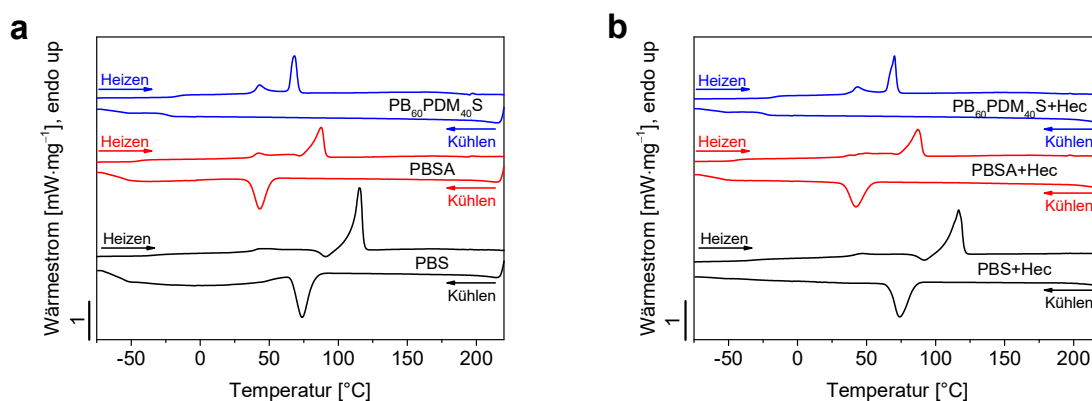 a
Wärmestrom [mW·mg⁻¹], endo up
1
Heizen
PB₆₀PDM₄₀S
Kühlen
Heizen
PBSA
Kühlen
Heizen
PBS
Kühlen
-50 0 50 100 150 200
Temperatur [°C]
b
Wärmestrom [mW·mg⁻¹], endo up
1
Heizen
PB₆₀PDM₄₀S+Hec
Kühlen
Heizen
PBSA+Hec
Kühlen
Heizen
PBS+Hec
Kühlen
-50 0 50 100 150 200
Temperatur [°C]